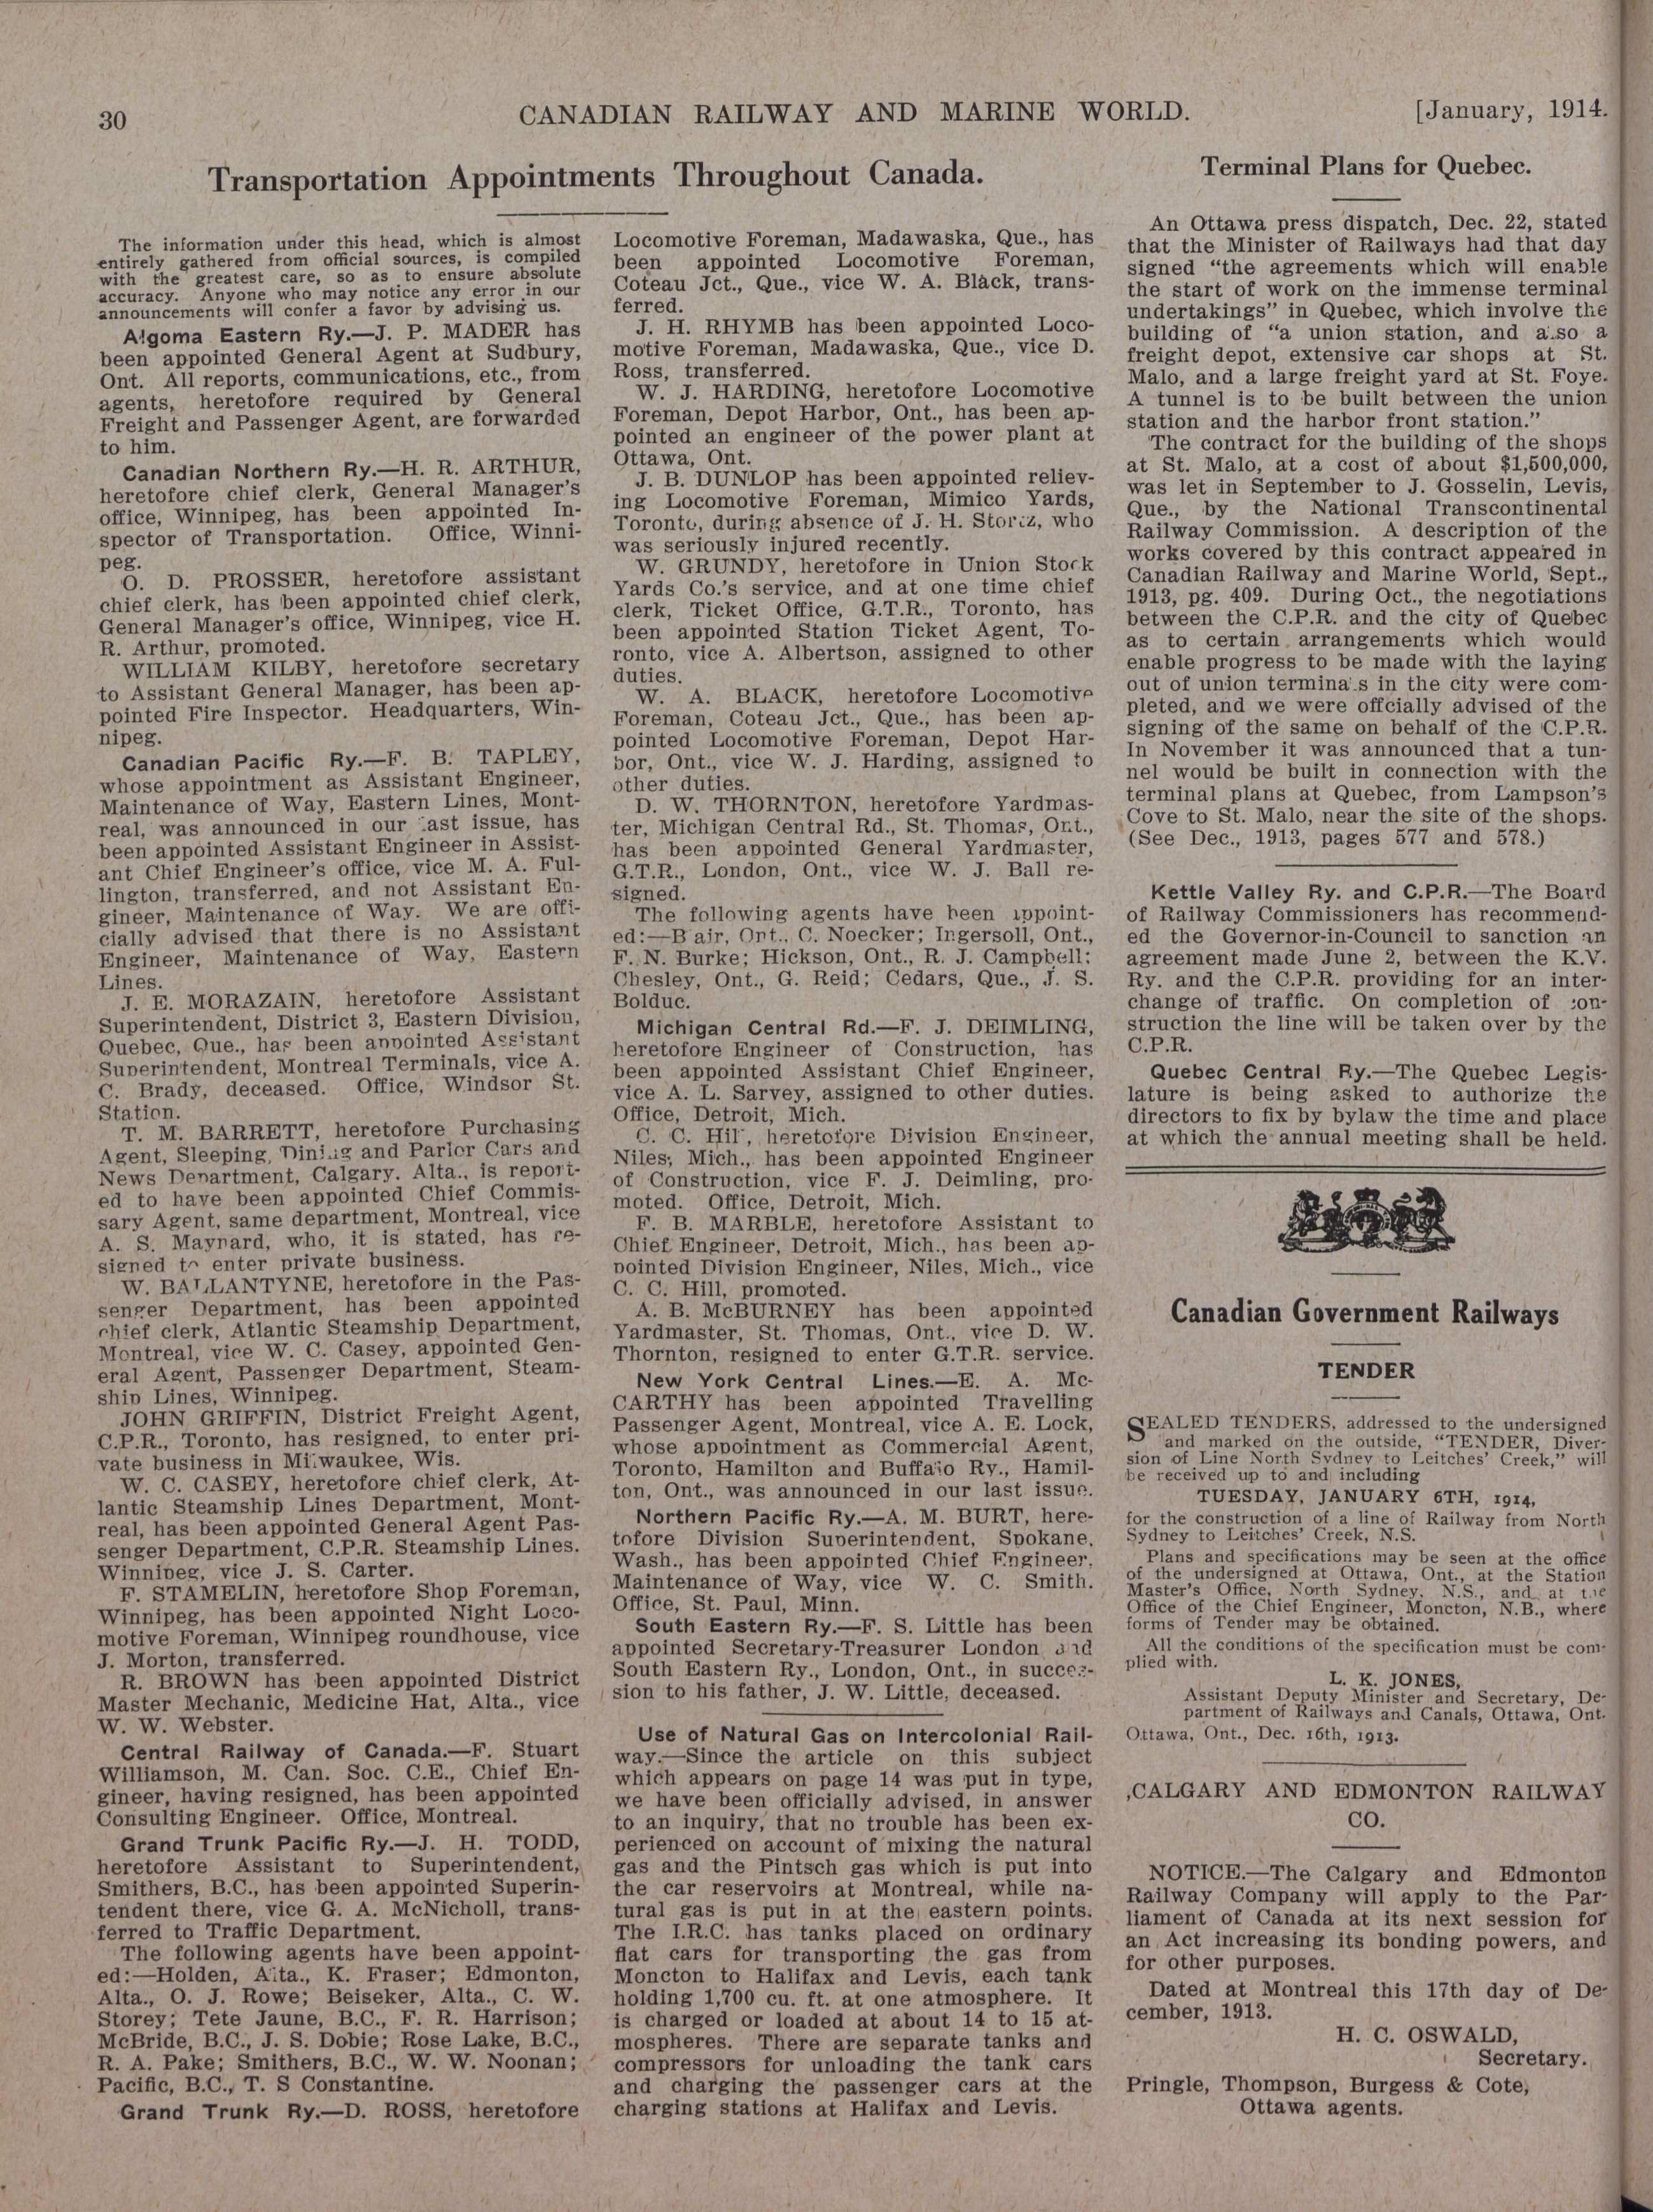 30
CANADIAN RAILWAY AND MARINE WORLD.
[January, 1914.
Transportation Appointments Throughout Canada.
The information under this head, which is almost
entirely gathered from official sources, is compiled
with the greatest care, so as to ensure absolute
accuracy. Anyone who may notice any error in our
announcements will confer a favor by advising us.
Algoma Eastern Ry.—J. P. MADER has
been appointed General Agent at Sudbury,
Ont. All reports, communications, etc., from
agents, heretofore required by General
Freight and Passenger Agent, are forwarded
to him.
Canadian Northern Ry.—H. R. ARTHUR,
heretofore chief clerk, General Manager's
office, Winnipeg, has been appointed In-
spector of Transportation. Office, Winni-
peg.
O. D. PROSSER, heretofore assistant
chief clerk, has been appointed chief clerk,
General Manager's office, Winnipeg, vice H.
R. Arthur, promoted.
WILLIAM KILBY, heretofore secretary
to Assistant General Manager, has been ap-
pointed Fire Inspector. Headquarters, Win-
nipeg.
Canadian Pacific Ry.—F. B. TAPLEY,
whose appointment as Assistant Engineer,
Maintenance of Way, Eastern Lines, Mont-
real, was announced in our last issue, has
been appointed Assistant Engineer in Assist-
ant Chief Engineer's office, vice M. A. Ful-
lington, transferred, and not Assistant En-
gineer, Maintenance of Way. We are offi-
cially advised that there is no Assistant
Engineer, Maintenance of Way, Eastern
Lines.
J. E. MORAZAIN, heretofore Assistant
Superintendent, District 3, Eastern Division,
Quebec, Que., has been appointed Assistant
Superintendent, Montreal Terminals, vice A.
C. Brady, deceased. Office, Windsor St.
Station.
T. M. BARRETT, heretofore Purchasing
Agent, Sleeping, Dining and Parlor Cars and
News Department, Calgary. Alta., is report-
ed to have been appointed Chief Commis-
sary Agent, same department, Montreal, vice
A. S. Maynard, who, it is stated, has re-
signed to enter private business.
W. BALLANTYNE, heretofore in the Pas-
senger Department, has been appointed
chief clerk, Atlantic Steamship Department,
Montreal, vice W. C. Casey, appointed Gen-
eral Agent, Passenger Department, Steam-
ship Lines, Winnipeg.
JOHN GRIFFIN, District Freight Agent,
C.P.R., Toronto, has resigned, to enter pri-
vate business in Milwaukee, Wis.
W. C. CASEY, heretofore chief clerk, At-
lantic Steamship Lines Department, Mont-
real, has been appointed General Agent Pas-
senger Department, C.P.R. Steamship Lines.
Winnipeg, vice J. S. Carter.
F. STAMELIN, heretofore Shop Foreman,
Winnipeg, has been appointed Night Loco-
motive Foreman, Winnipeg roundhouse, vice
J. Morton, transferred.
R. BROWN has been appointed District
Master Mechanic, Medicine Hat, Alta., vice
W. W. Webster.
Central Railway of Canada.—F. Stuart
Williamson, M. Can. Soc. C.E., Chief En-
gineer, having resigned, has been appointed
Consulting Engineer. Office, Montreal.
Grand Trunk Pacific Ry.—J. H. TODD,
heretofore Assistant to Superintendent,
Smithers, B.C., has been appointed Superin-
tendent there, vice G. A. McNicholl, trans-
ferred to Traffic Department.
The following agents have been appoint-
ed:—Holden, Alta., K. Fraser; Edmonton,
Alta., O. J. Rowe; Beiseker, Alta., C. W.
Storey; Tete Jaune, B.C., F. R. Harrison;
McBride, B.C., J. S. Dobie; Rose Lake, B.C.,
R. A. Pake; Smithers, B.C., W. W. Noonan;
Pacific, B.C., T. S Constantine.
Grand Trunk Ry.—D. ROSS, heretofore
Locomotive Foreman, Madawaska, Que., has
been appointed Locomotive Foreman,
Coteau Jct., Que., vice W. A. Black, trans-
ferred.
J. H. RHYMB has been appointed Loco-
motive Foreman, Madawaska, Que., vice D.
Ross, transferred.
W. J. HARDING, heretofore Locomotive
Foreman, Depot Harbor, Ont., has been ap-
pointed an engineer of the power plant at
Ottawa, Ont.
J. B. DUNLOP has been appointed reliev-
ing Locomotive Foreman, Mimico Yards,
Toronto, during absence of J. H. Storiz, who
was seriously injured recently.
W. GRUNDY, heretofore in Union Stock
Yards Co.'s service, and at one time chief
clerk, Ticket Office, G.T.R., Toronto, has
been appointed Station Ticket Agent, To-
ronto, vice A. Albertson, assigned to other
duties.
W. A. BLACK, heretofore Locomotive
Foreman, Coteau Jct., Que., has been ap-
pointed Locomotive Foreman, Depot Har-
bor, Ont., vice W. J. Harding, assigned to
other duties.
D. W. THORNTON, heretofore Yardmas-
ter, Michigan Central Rd., St. Thomas, Ont.,
has been appointed General Yardmaster,
G.T.R., London, Ont., vice W. J. Ball re-
signed.
The following agents have been appoint-
ed:—Blair, Ont., C. Noecker; Ingersoll, Ont.,
F. N. Burke; Hickson, Ont., R. J. Campbell;
Chesley, Ont., G. Reid; Cedars, Que., J. S.
Bolduc.
Michigan Central Rd.—F. J. DEIMLING,
heretofore Engineer of Construction, has
been appointed Assistant Chief Engineer,
vice A. L. Sarvey, assigned to other duties.
Office, Detroit, Mich.
C. C. Hill, heretofore Division Engineer,
Niles, Mich., has been appointed Engineer
of Construction, vice F. J. Deimling, pro-
moted. Office, Detroit, Mich.
F. B. MARBLE, heretofore Assistant to
Chief Engineer, Detroit, Mich., has been ap-
pointed Division Engineer, Niles, Mich., vice
C. C. Hill, promoted.
A. B. McBURNEY has been appointed
Yardmaster, St. Thomas, Ont., vice D. W.
Thornton, resigned to enter G.T.R. service.
New York Central Lines.—E. A. Mc-
CARTHY has been appointed Travelling
Passenger Agent, Montreal, vice A. E. Lock,
whose appointment as Commercial Agent,
Toronto, Hamilton and Buffalo Ry., Hamil-
ton, Ont., was announced in our last issue.
Northern Pacific Ry.—A. M. BURT, here-
tofore Division Superintendent, Spokane,
Wash., has been appointed Chief Engineer,
Maintenance of Way, vice W. C. Smith.
Office, St. Paul, Minn.
South Eastern Ry.—F. S. Little has been
appointed Secretary-Treasurer London and
South Eastern Ry., London, Ont., in succes-
sion to his father, J. W. Little, deceased.
Use of Natural Gas on Intercolonial Rail-
way.—Since the article on this subject
which appears on page 14 was put in type,
we have been officially advised, in answer
to an inquiry, that no trouble has been ex-
perienced on account of mixing the natural
gas and the Pintsch gas which is put into
the car reservoirs at Montreal, while na-
tural gas is put in at the eastern points.
The I.R.C. has tanks placed on ordinary
flat cars for transporting the gas from
Moncton to Halifax and Levis, each tank
holding 1,700 cu. ft. at one atmosphere. It
is charged or loaded at about 14 to 15 at-
mospheres. There are separate tanks and
compressors for unloading the tank cars
and charging the passenger cars at the
charging stations at Halifax and Levis.
Terminal Plans for Quebec.
An Ottawa press dispatch, Dec. 22, stated
that the Minister of Railways had that day
signed "the agreements which will enable
the start of work on the immense terminal
undertakings" in Quebec, which involve the
building of "a union station, and also a
freight depot, extensive car shops at St.
Malo, and a large freight yard at St. Foye.
A tunnel is to be built between the union
station and the harbor front station."
The contract for the building of the shops
at St. Malo, at a cost of about $1,500,000,
was let in September to J. Gosselin, Levis,
Que., by the National Transcontinental
Railway Commission. A description of the
works covered by this contract appeared in
Canadian Railway and Marine World, Sept.,
1913, pg. 409. During Oct., the negotiations
between the C.P.R. and the city of Quebec
as to certain arrangements which would
enable progress to be made with the laying
out of union terminals in the city were com-
pleted, and we were offcially advised of the
signing of the same on behalf of the C.P.R.
In November it was announced that a tun-
nel would be built in connection with the
terminal plans at Quebec, from Lampson's
Cove to St. Malo, near the site of the shops.
(See Dec., 1913, pages 577 and 578.)
Kettle Valley Ry. and C.P.R.—The Board
of Railway Commissioners has recommend-
ed the Governor-in-Council to sanction an
agreement made June 2, between the K.V.
Ry. and the C.P.R. providing for an inter-
change of traffic. On completion of con-
struction the line will be taken over by the
C.P.R.
Quebec Central Ry.—The Quebec Legis-
lature is being asked to authorize the
directors to fix by bylaw the time and place
at which the annual meeting shall be held.
Canadian Government Railways
TENDER
SEALED TENDERS, addressed to the undersigned
and marked on the outside, "TENDER, Diver-
sion of Line North Sydney to Leitches' Creek," will
be received up to and including
TUESDAY, JANUARY 6TH, 1914,
for the construction of a line of Railway from North
Sydney to Leitches' Creek, N.S.
Plans and specifications may be seen at the office
of the undersigned at Ottawa, Ont., at the Station
Master's Office, North Sydney, N.S., and at the
Office of the Chief Engineer, Moncton, N.B., where
forms of Tender may be obtained.
All the conditions of the specification must be com-
plied with.
L. K. JONES,
Assistant Deputy Minister and Secretary, De-
partment of Railways and Canals, Ottawa, Ont.
Ottawa, Ont., Dec. 16th, 1913.
CALGARY AND EDMONTON RAILWAY
CO.
NOTICE.—The Calgary and Edmonton
Railway Company will apply to the Par-
liament of Canada at its next session for
an Act increasing its bonding powers, and
for other purposes.
Dated at Montreal this 17th day of De-
cember, 1913.
H. C. OSWALD,
Secretary.
Pringle, Thompson, Burgess & Cote,
Ottawa agents.